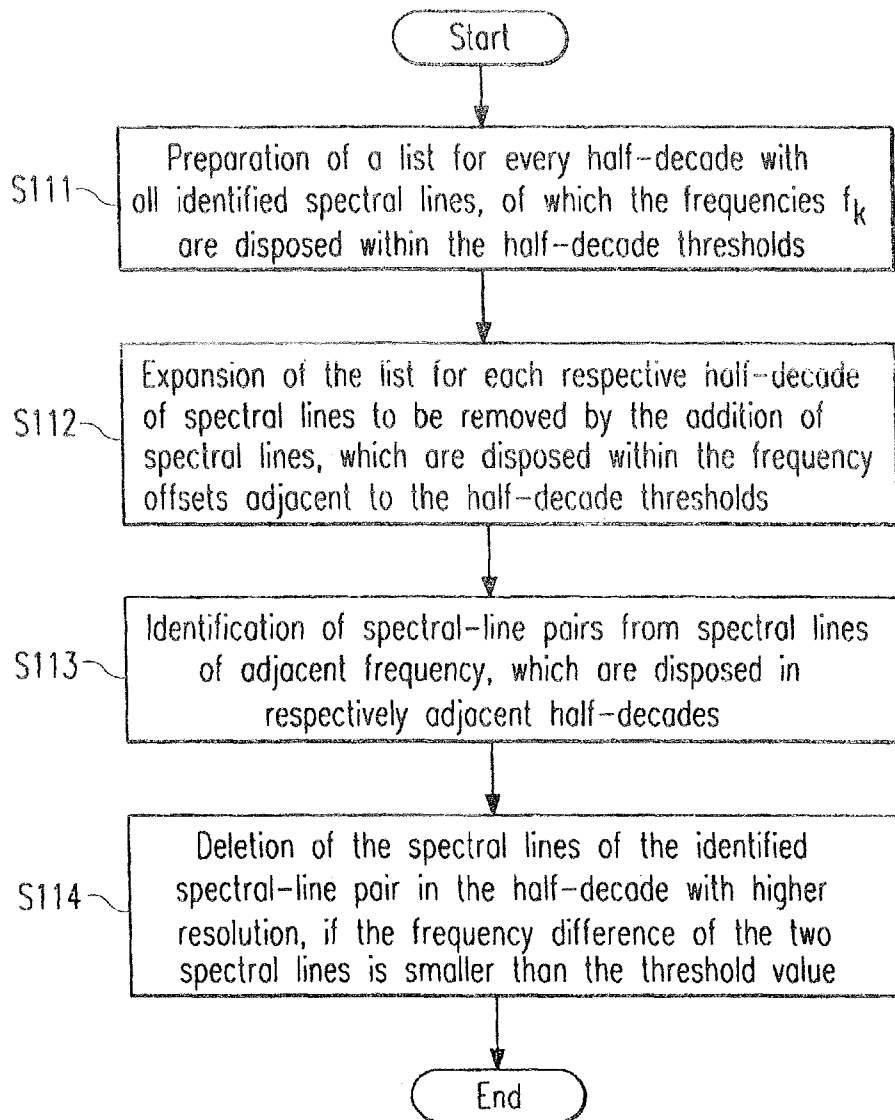 Start
S111
Preparation of a list for every half-decade with
all identified spectral lines, of which the frequencies fk
are disposed within the half-decade thresholds
S112
Expansion of the list for each respective half-decade
of spectral lines to be removed by the addition of
spectral lines, which are disposed within the frequency
offsets adjacent to the half-decade thresholds
S113
Identification of spectral-line pairs from spectral lines
of adjacent frequency, which are disposed in
respectively adjacent half-decades
S114
Deletion of the spectral lines of the identified
spectral-line pair in the half-decade with higher
resolution, if the frequency difference of the two
spectral lines is smaller than the threshold value
End